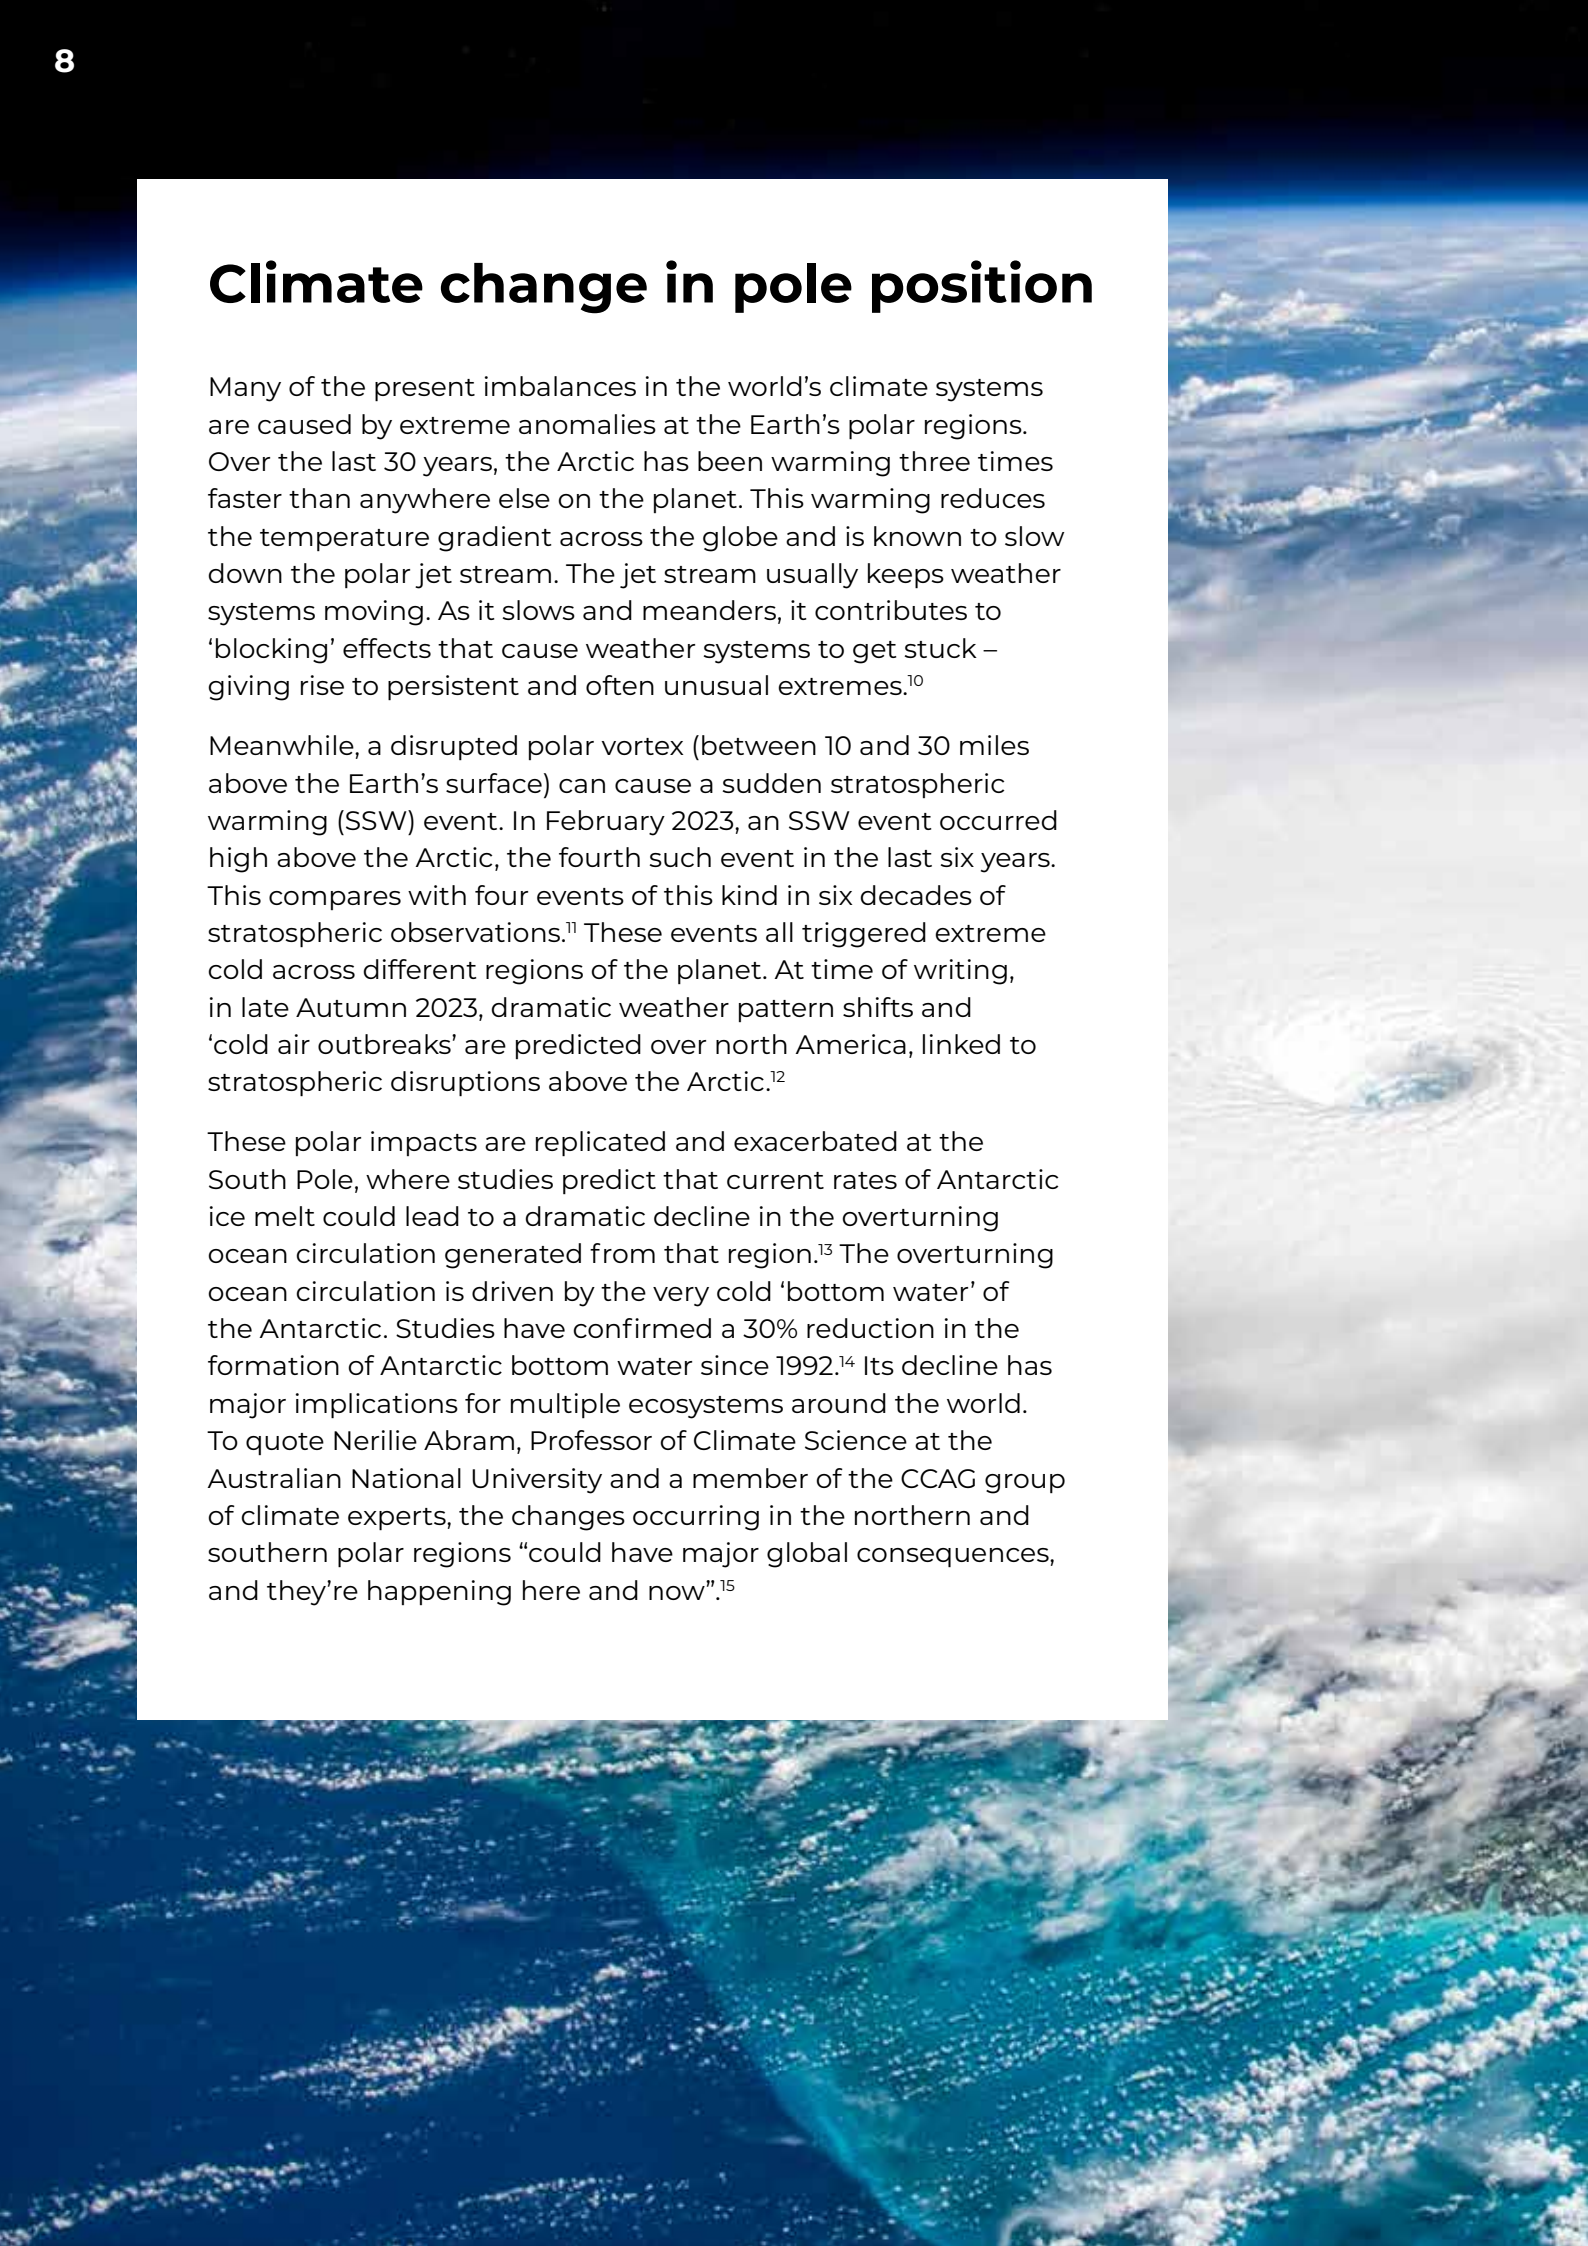 8
Climate change in pole position
Many of the present imbalances in the world’s climate systems
are caused by extreme anomalies at the Earth’s polar regions.
Over the last 30 years, the Arctic has been warming three times
faster than anywhere else on the planet. This warming reduces
the temperature gradient across the globe and is known to slow
down the polar jet stream. The jet stream usually keeps weather
systems moving. As it slows and meanders, it contributes to
‘blocking’ effects that cause weather systems to get stuck –
giving rise to persistent and often unusual extremes.¹⁰
Meanwhile, a disrupted polar vortex (between 10 and 30 miles
above the Earth’s surface) can cause a sudden stratospheric
warming (SSW) event. In February 2023, an SSW event occurred
high above the Arctic, the fourth such event in the last six years.
This compares with four events of this kind in six decades of
stratospheric observations.¹¹ These events all triggered extreme
cold across different regions of the planet. At time of writing,
in late Autumn 2023, dramatic weather pattern shifts and
‘cold air outbreaks’ are predicted over north America, linked to
stratospheric disruptions above the Arctic.¹²
These polar impacts are replicated and exacerbated at the
South Pole, where studies predict that current rates of Antarctic
ice melt could lead to a dramatic decline in the overturning
ocean circulation generated from that region.¹³ The overturning
ocean circulation is driven by the very cold ‘bottom water’ of
the Antarctic. Studies have confirmed a 30% reduction in the
formation of Antarctic bottom water since 1992.¹⁴ Its decline has
major implications for multiple ecosystems around the world.
To quote Nerilie Abram, Professor of Climate Science at the
Australian National University and a member of the CCAG group
of climate experts, the changes occurring in the northern and
southern polar regions “could have major global consequences,
and they’re happening here and now”.¹⁵